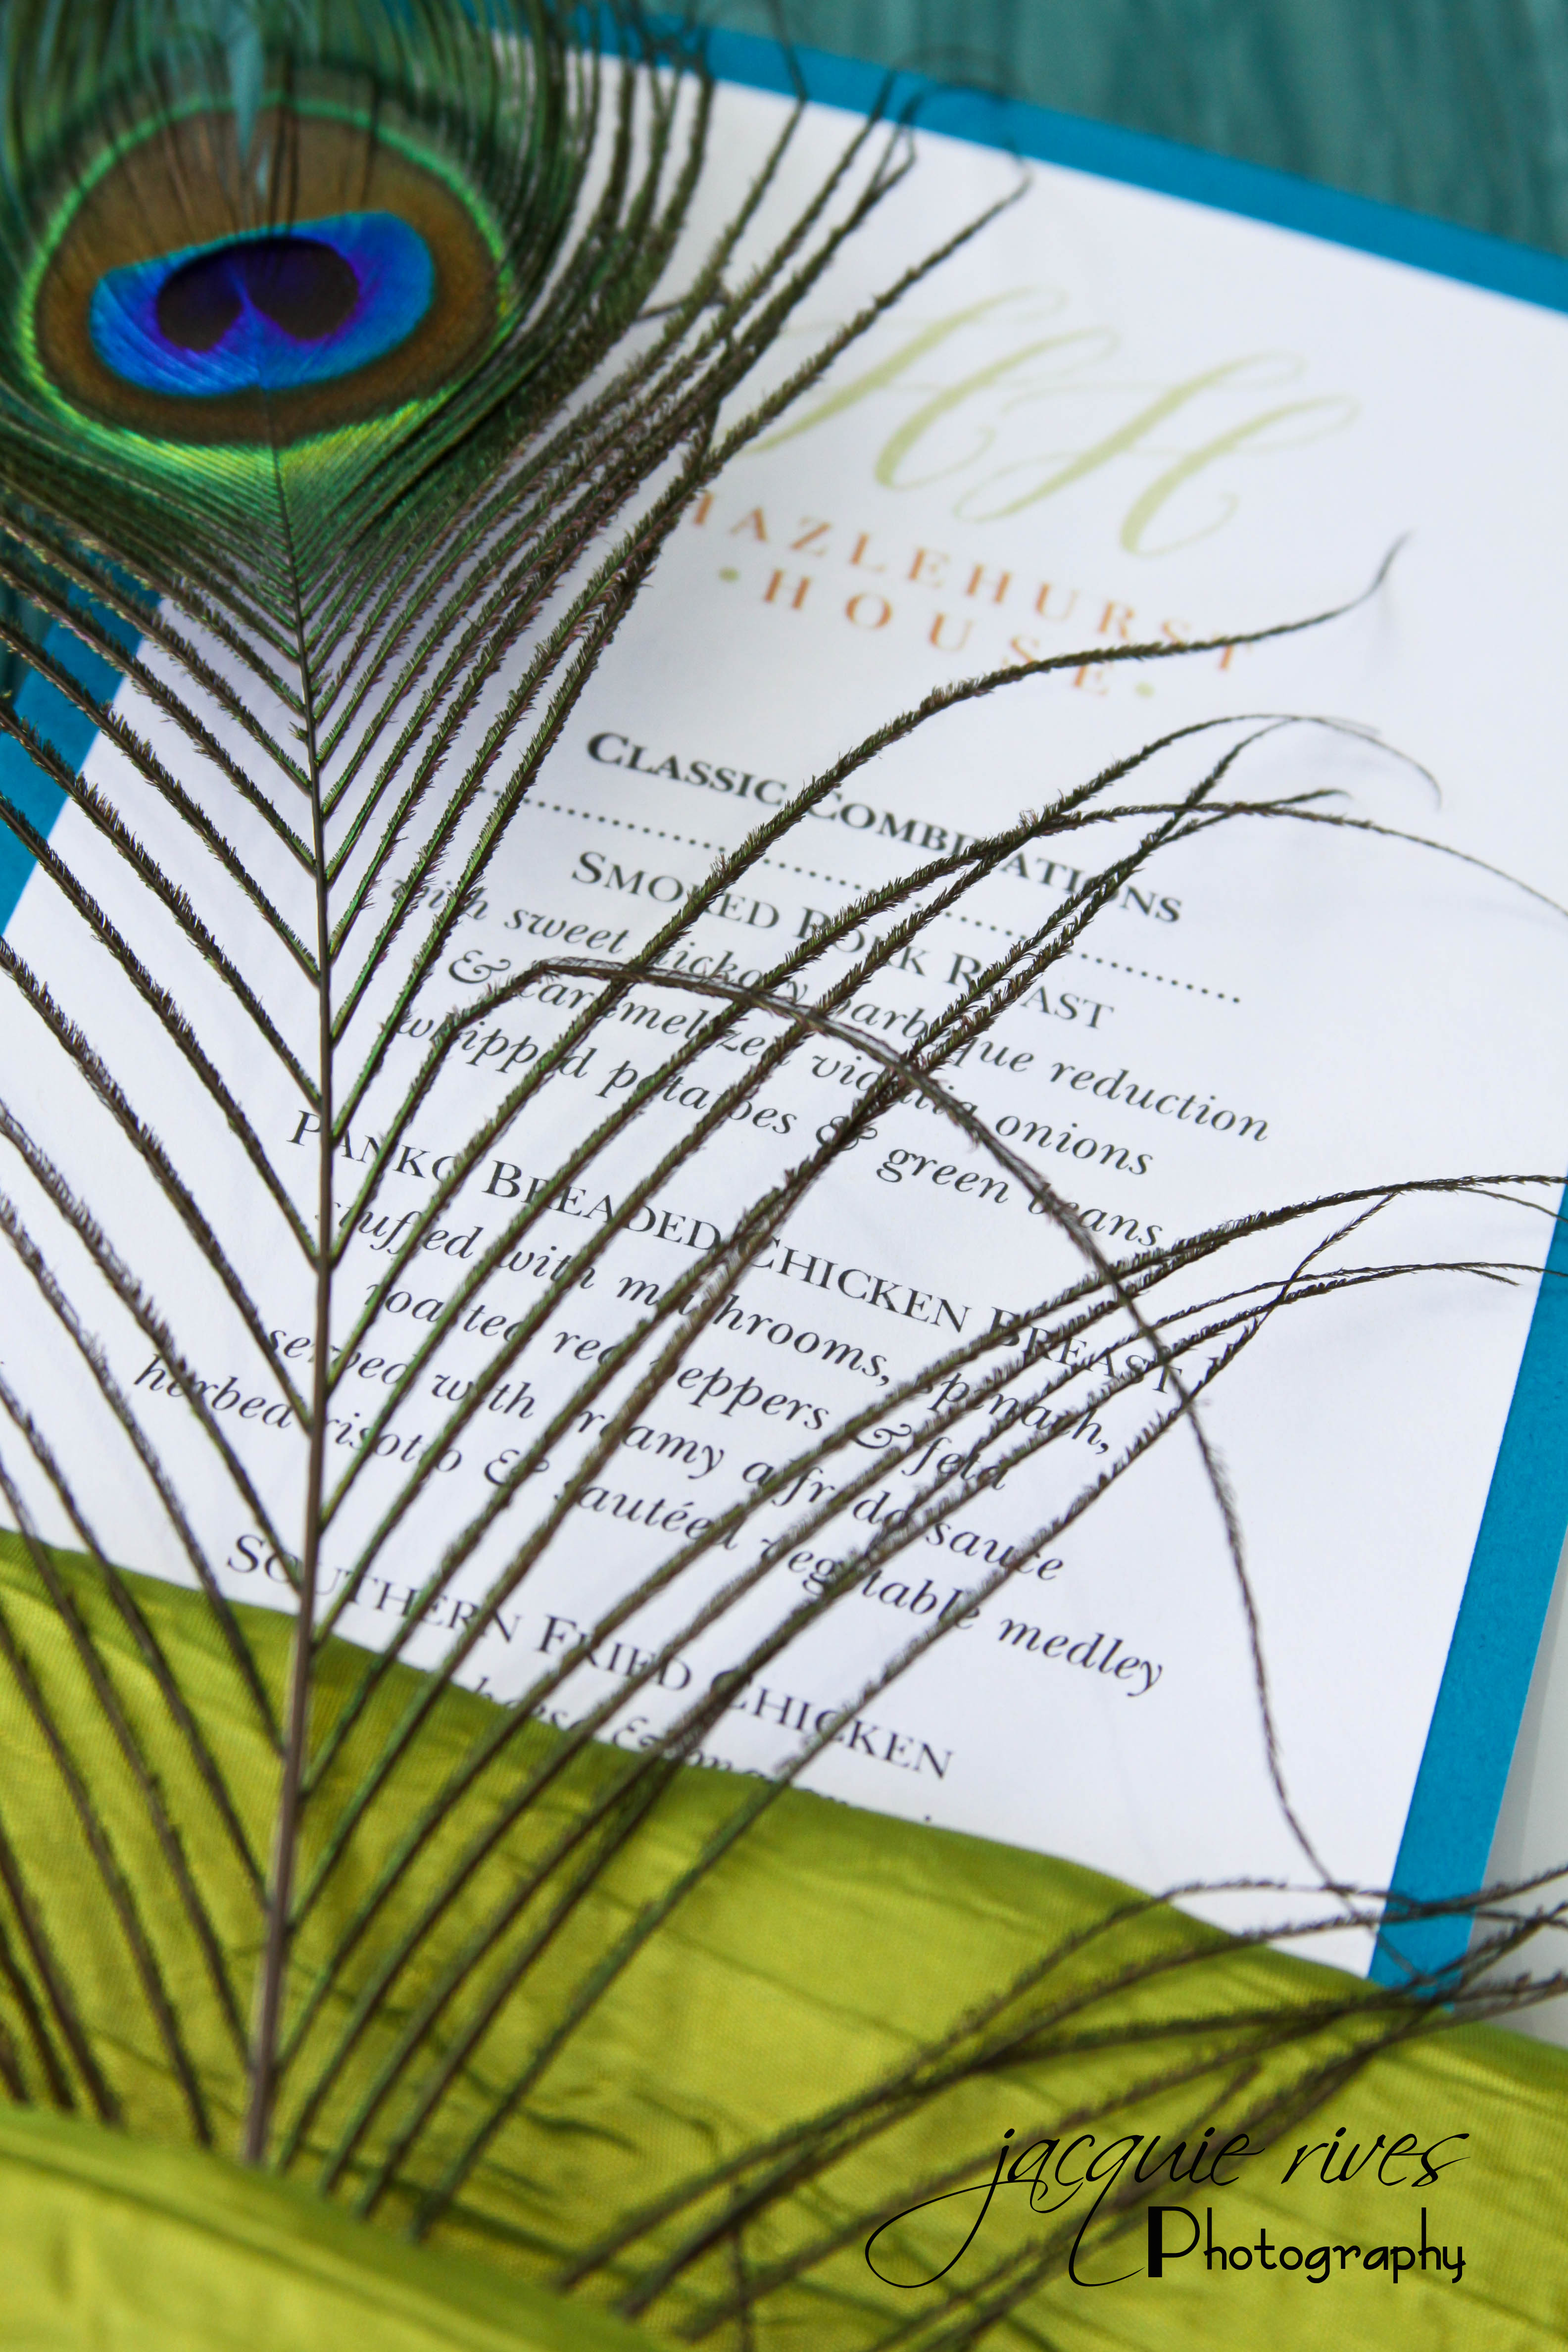 HH
HAZLEHURST
• HOUSE •
CLASSIC COMBINATIONS
SMOKED PORK ROAST
with sweet hickory barbeque reduction
& caramelized vidalia onions
whipped potatoes & green beans
PANKO BREADED CHICKEN BREAST
stuffed with mushrooms, spinach,
roasted red peppers & feta
served with creamy alfredo sauce
herbed risotto & sautéed vegetable medley
SOUTHERN FRIED CHICKEN
&
jacquie rives
Photography